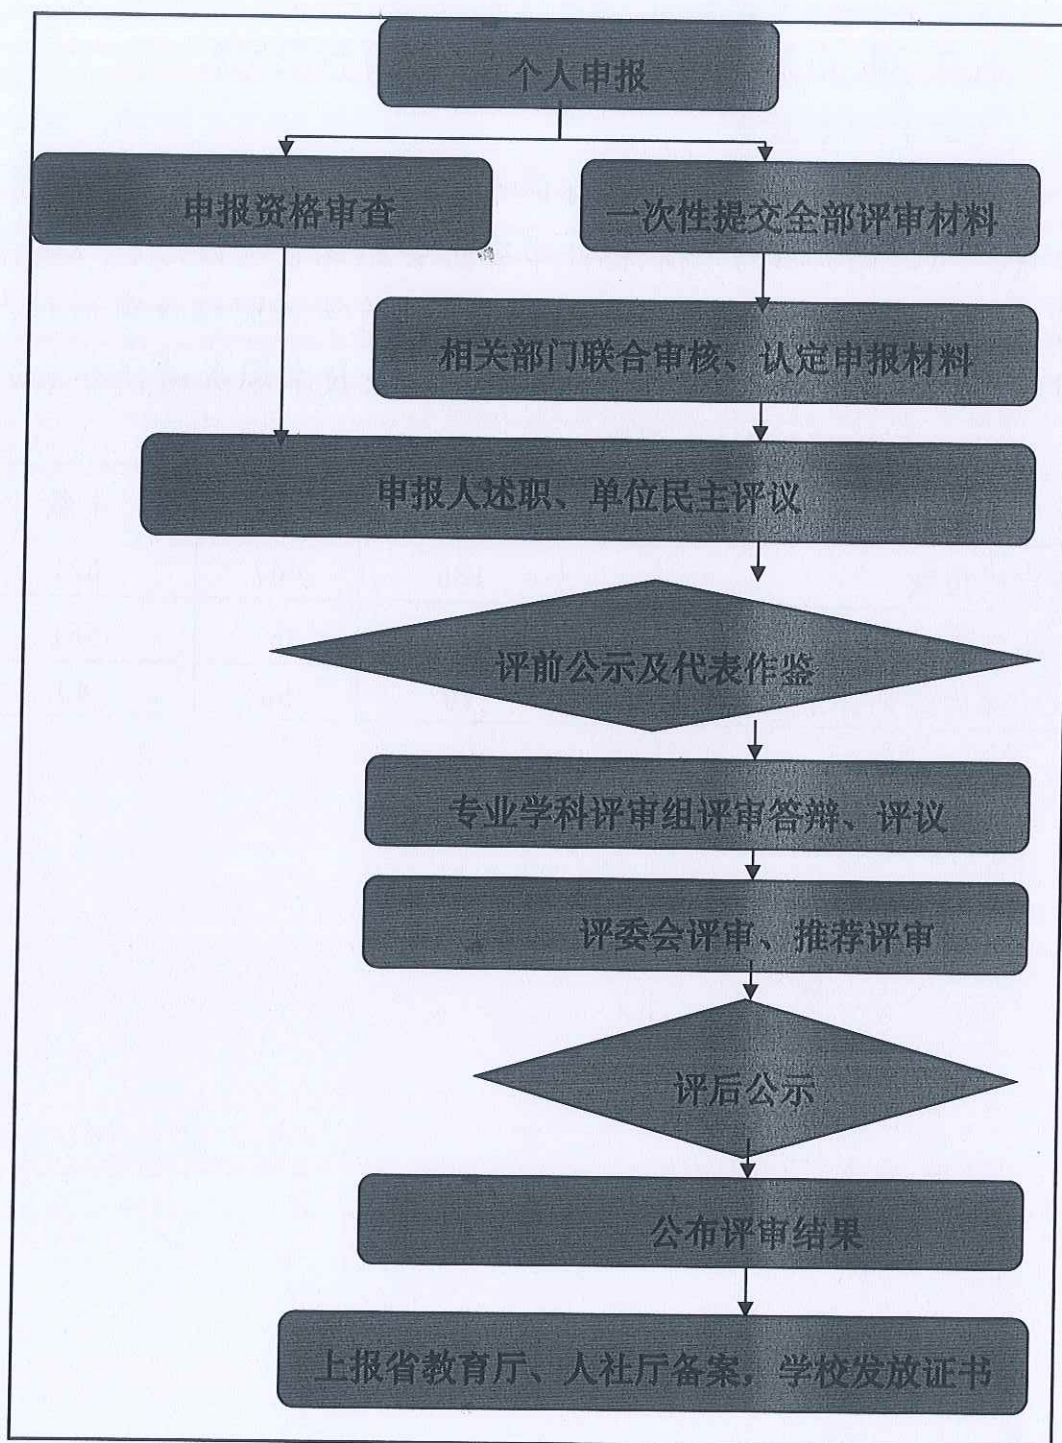 个人申报
申报资格审查
一次性提交全部评审材料
相关部门联合审核、认定申报材料
申报人述职、单位民主评议
评前公示及代表作鉴
专业学科评审组评审答辩、评议
评委会评审、推荐评审
评后公示
公布评审结果
上报省教育厅、人社厅备案，学校发放证书